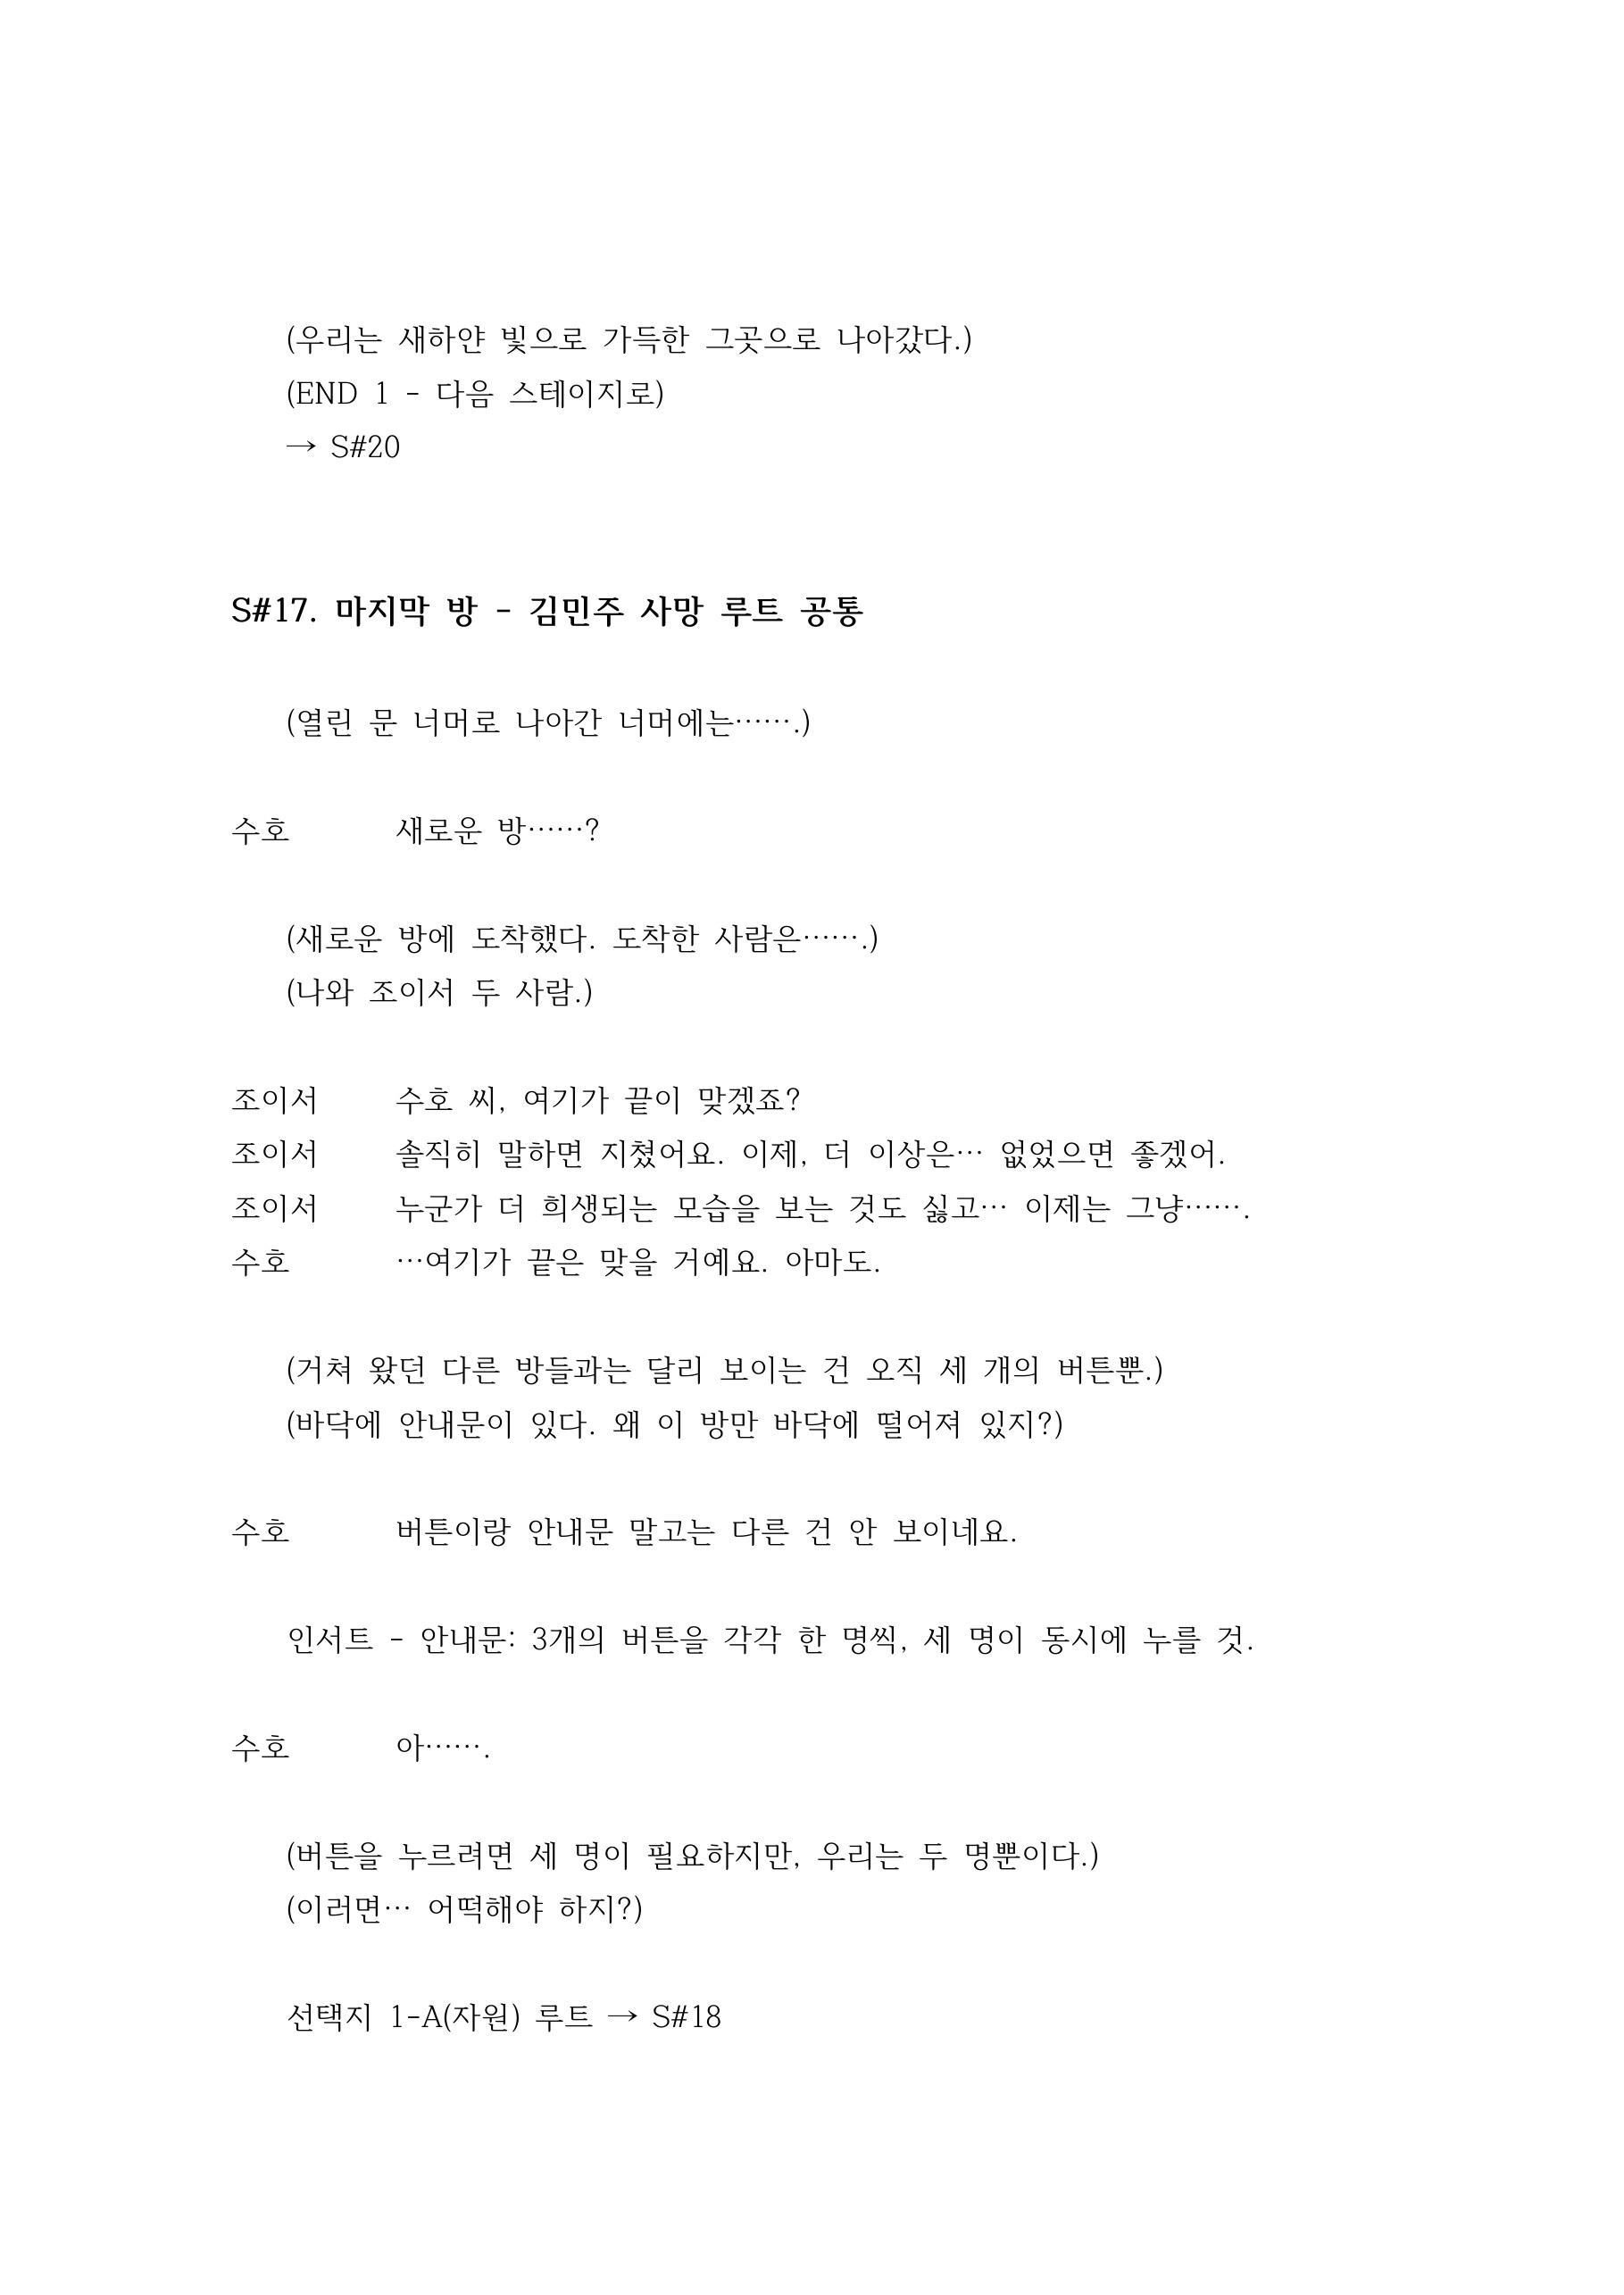 (우리는 새하얀 빛으로 가득한 그곳으로 나아갔다.)
(END 1 - 다음 스테이지로)
→ S#20
S#17. 마지막 방 - 김민주 사망 루트 공통
(열린 문 너머로 나아간 너머에는…….)
수호 새로운 방……?
(새로운 방에 도착했다. 도착한 사람은…….)
(나와 조이서 두 사람.)
조이서 수호 씨, 여기가 끝이 맞겠죠?
조이서 솔직히 말하면 지쳤어요. 이제, 더 이상은… 없었으면 좋겠어.
조이서 누군가 더 희생되는 모습을 보는 것도 싫고… 이제는 그냥…….
수호 …여기가 끝은 맞을 거예요. 아마도.
(거쳐 왔던 다른 방들과는 달리 보이는 건 오직 세 개의 버튼뿐.)
(바닥에 안내문이 있다. 왜 이 방만 바닥에 떨어져 있지?)
수호 버튼이랑 안내문 말고는 다른 건 안 보이네요.
인서트 - 안내문: 3개의 버튼을 각각 한 명씩, 세 명이 동시에 누를 것.
수호 아…….
(버튼을 누르려면 세 명이 필요하지만, 우리는 두 명뿐이다.)
(이러면… 어떡해야 하지?)
선택지 1-A(자원) 루트 → S#18